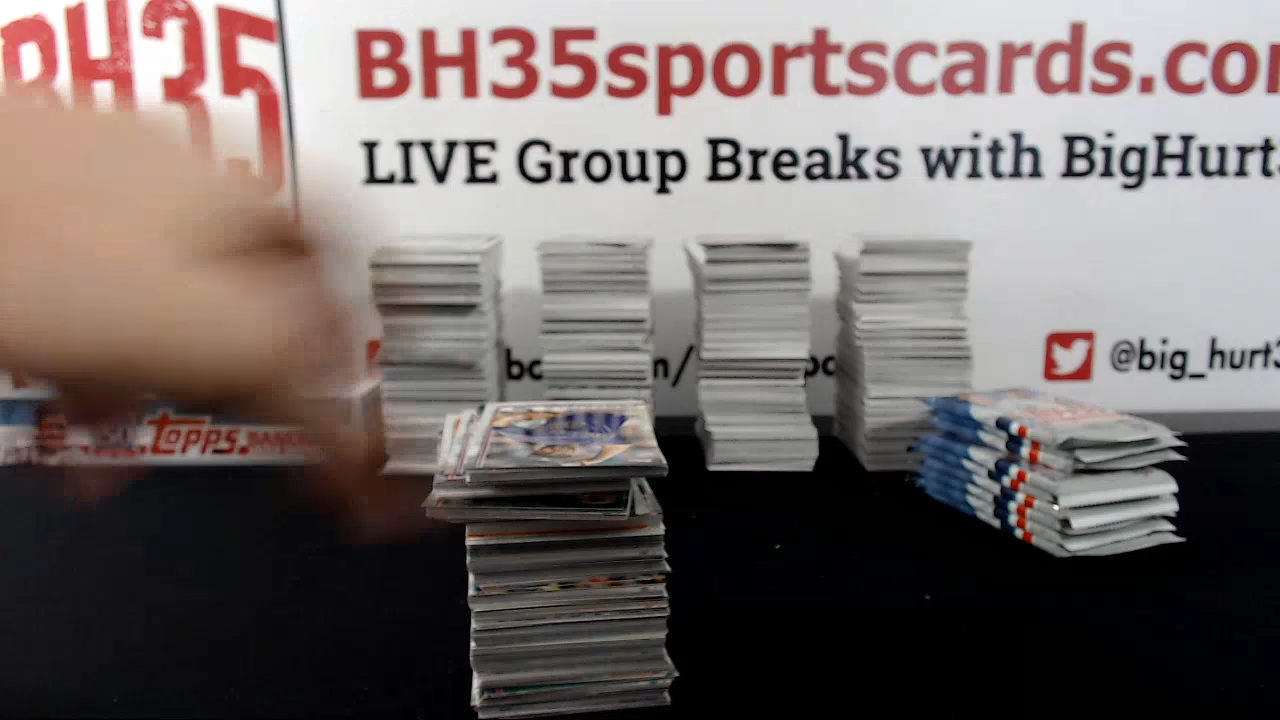 BH35
BH35sportscards.co
LIVE Group Breaks with BigHurt
@big_hurt3
topps